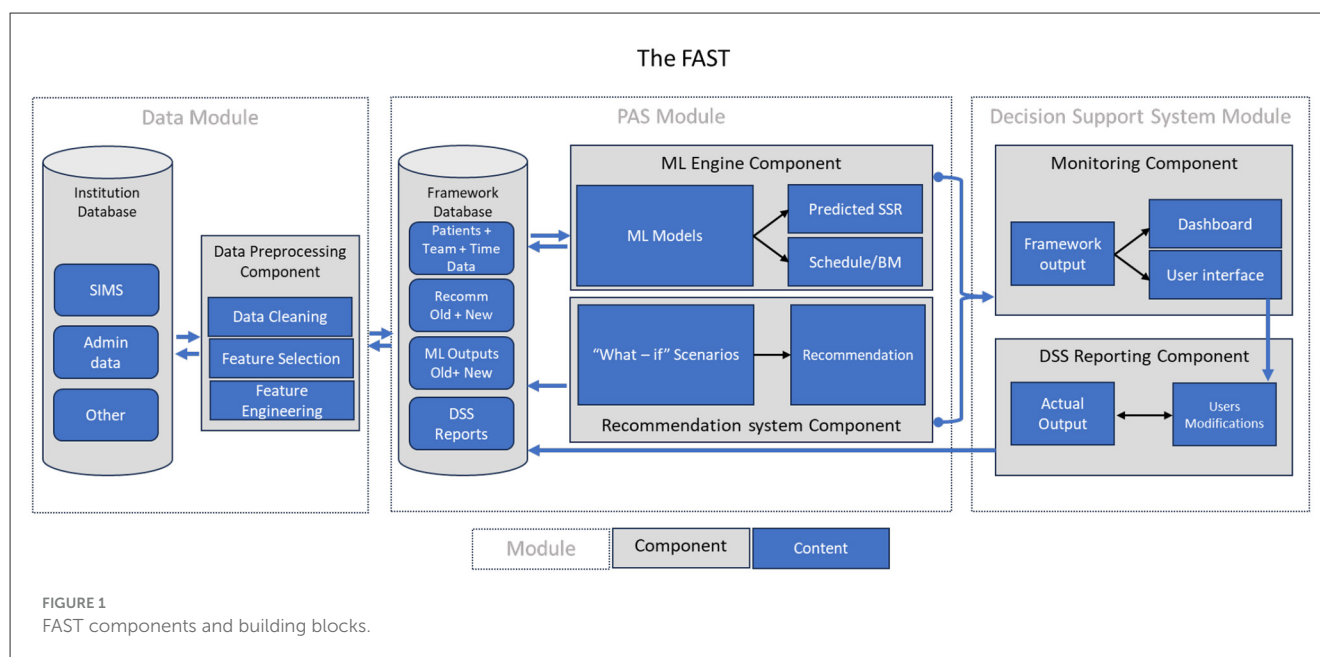 The FAST
Data Module
Institution
Database
SIMS
Admin
data
Other
Data Preprocessing
Component
Data Cleaning
Feature Selection
Feature
Engineering
PAS Module
Framework
Database
Patients +
Team + Time
Data
Recomm
Old + New
ML Outputs
Old+ New
DSS
Reports
ML Engine Component
ML Models
Predicted SSR
Schedule/BM
"What – if" Scenarios
Recommendation
Recommendation system Component
Decision Support System Module
Monitoring Component
Framework
output
Dashboard
User interface
DSS Reporting Component
Actual
Output
Users
Modifications
Module
Component
Content
FIGURE 1
FAST components and building blocks.